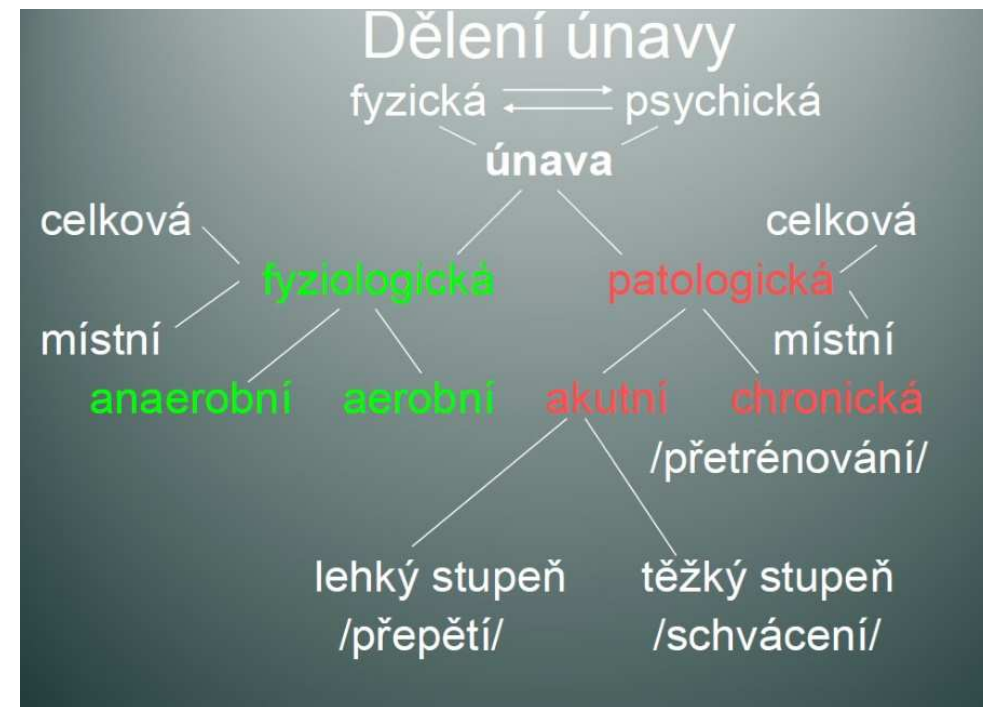 Dělení únavy
fyzická psychická
únava
celková celková
fyziologická patologická
místní místní
anaerobní aerobní akutní chronická
/přetrénování/
lehký stupeň těžký stupeň
/přepětí/ /schvácení/